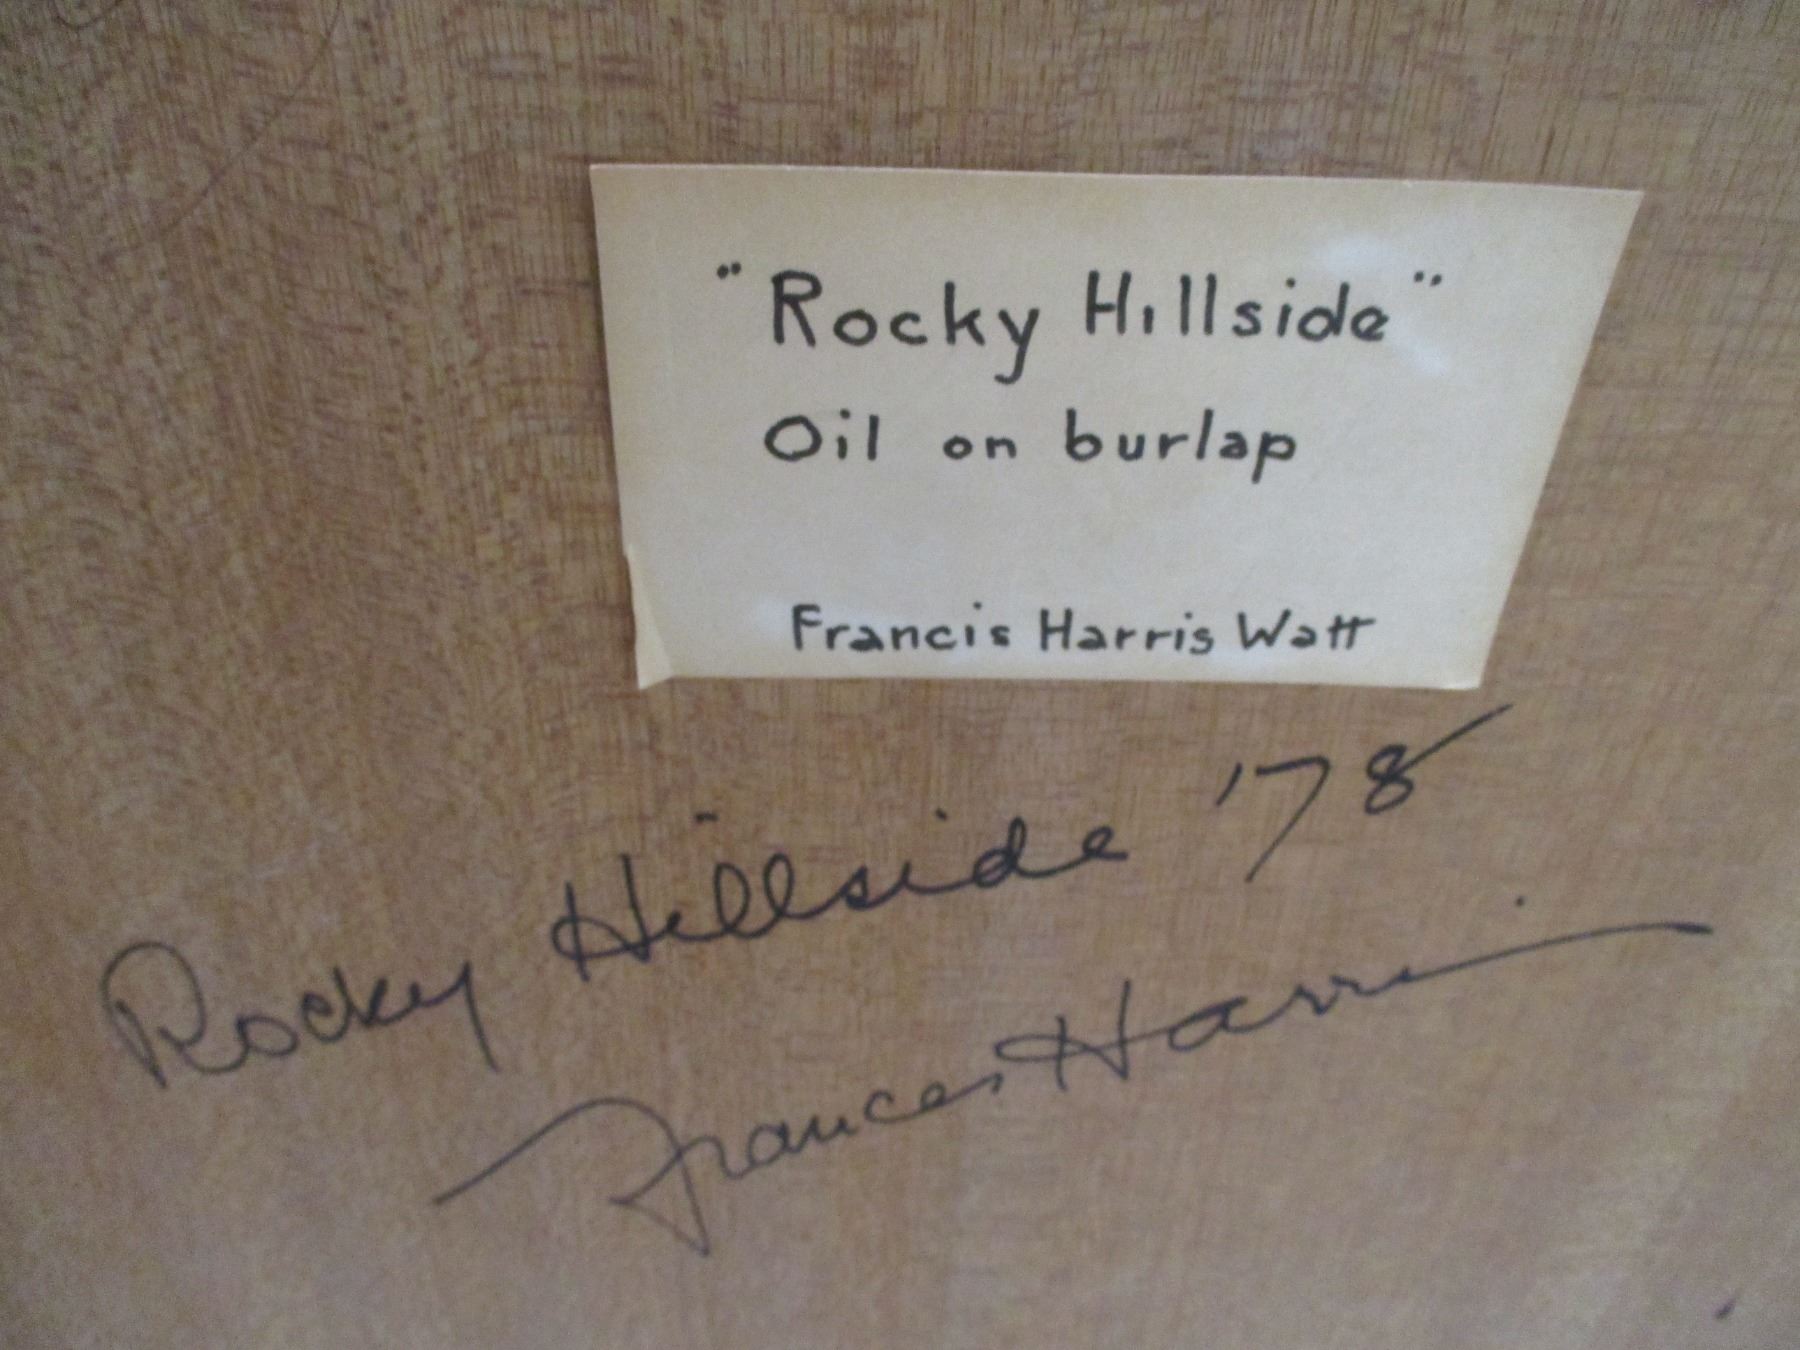 "Rocky Hillside"
Oil on burlap
Francis Harris Watt
Rocky Hillside '78
Frances Harris